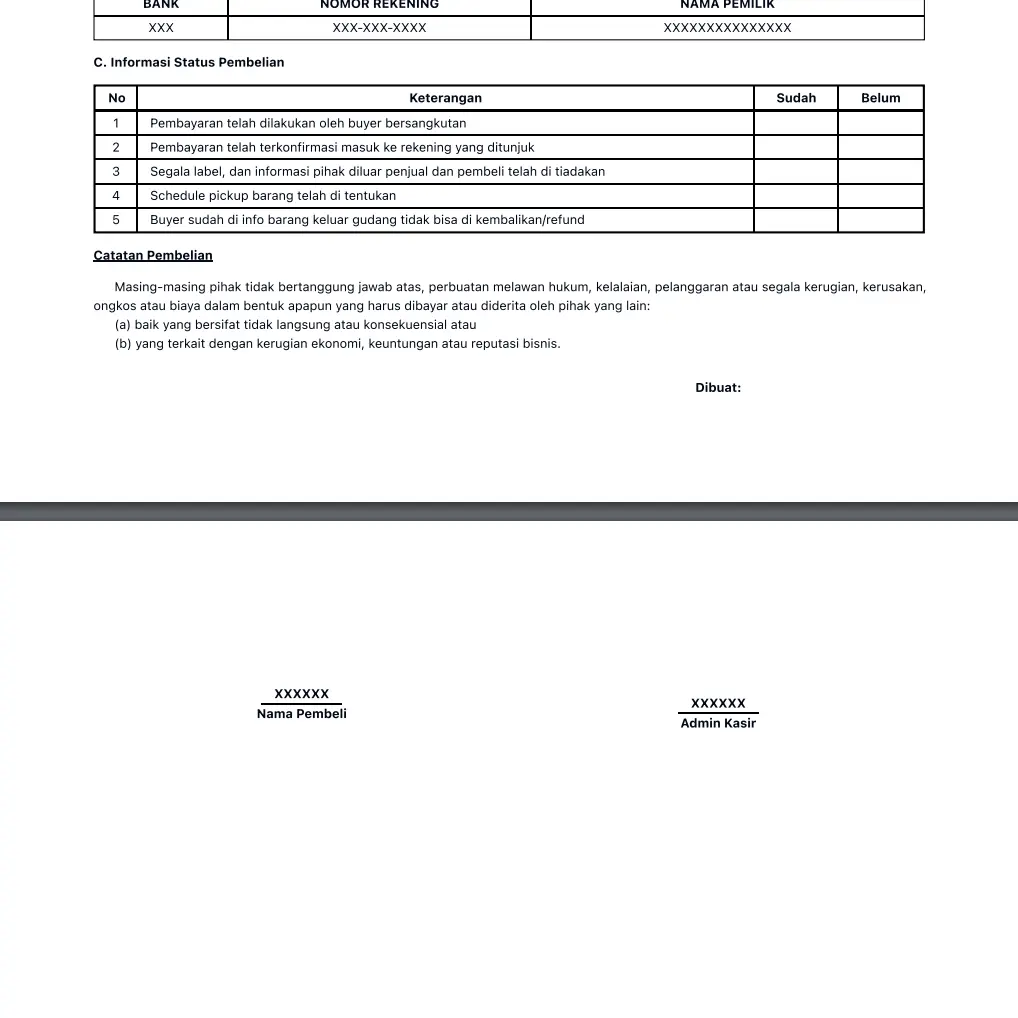 BANK NOMOR REKENING NAMA PEMILIK
XXX XXX-XXX-XXXX XXXXXXXXXXXXXXX
C. Informasi Status Pembelian
No Keterangan Sudah Belum
1 Pembayaran telah dilakukan oleh buyer bersangkutan
2 Pembayaran telah terkonfirmasi masuk ke rekening yang ditunjuk
3 Segala label, dan informasi pihak diluar penjual dan pembeli telah di tiadakan
4 Schedule pickup barang telah di tentukan
5 Buyer sudah di info barang keluar gudang tidak bisa di kembalikan/refund
Catatan Pembelian
Masing-masing pihak tidak bertanggung jawab atas, perbuatan melawan hukum, kelalaian, pelanggaran atau segala kerugian, kerusakan,
ongkos atau biaya dalam bentuk apapun yang harus dibayar atau diderita oleh pihak yang lain:
(a) baik yang bersifat tidak langsung atau konsekuensial atau
(b) yang terkait dengan kerugian ekonomi, keuntungan atau reputasi bisnis.
Dibuat:
XXXXXX
Nama Pembeli
XXXXXX
Admin Kasir